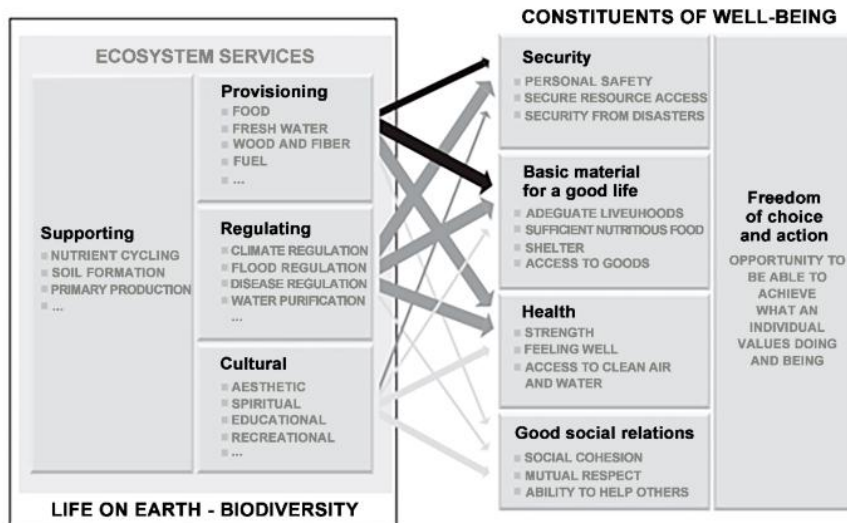 CONSTITUENTS OF WELL-BEING
ECOSYSTEM SERVICES
Supporting
NUTRIENT CYCLING
SOIL FORMATION
PRIMARY PRODUCTION
...
Provisioning
FOOD
FRESH WATER
WOOD AND FIBER
FUEL
...
Regulating
CLIMATE REGULATION
FLOOD REGULATION
DISEASE REGULATION
WATER PURIFICATION
...
Cultural
AESTHETIC
SPIRITUAL
EDUCATIONAL
RECREATIONAL
...
LIFE ON EARTH - BIODIVERSITY
Security
PERSONAL SAFETY
SECURE RESOURCE ACCESS
SECURITY FROM DISASTERS
Basic material
for a good life
ADEGUATE LIVEUHOODS
SUFFICIENT NUTRITIOUS FOOD
SHELTER
ACCESS TO GOODS
Health
STRENGTH
FEELING WELL
ACCESS TO CLEAN AIR
AND WATER
Good social relations
SOCIAL COHESION
MUTUAL RESPECT
ABILITY TO HELP OTHERS
Freedom
of choice
and action
OPPORTUNITY TO
BE ABLE TO
ACHIEVE
WHAT AN
INDIVIDUAL
VALUES DOING
AND BEING